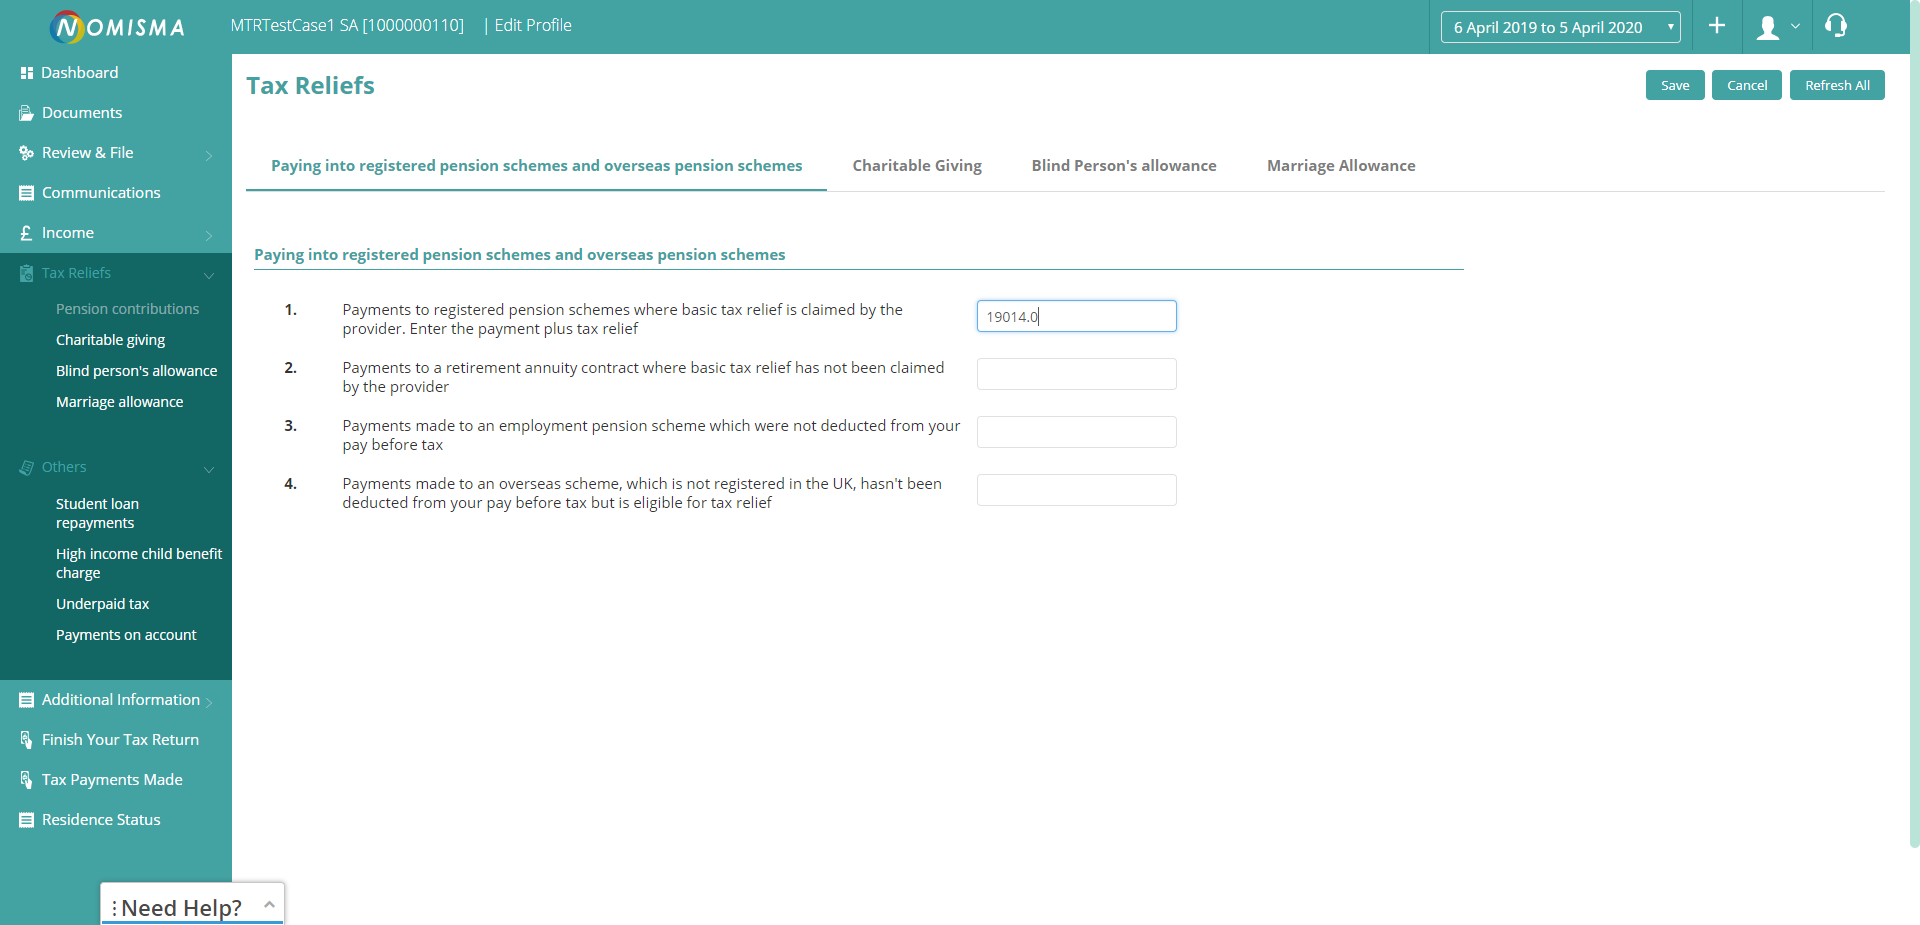 NOMISMA
MTRTestCase1 SA [1000000110] | Edit Profile
6 April 2019 to 5 April 2020
Dashboard
Documents
Review & File
Communications
Income
Tax Reliefs
Pension contributions
Charitable giving
Blind person's allowance
Marriage allowance
Others
Student loan
repayments
High income child benefit
charge
Underpaid tax
Payments on account
Additional Information
Finish Your Tax Return
Tax Payments Made
Residence Status
Need Help?
Tax Reliefs
Save
Cancel
Refresh All
Paying into registered pension schemes and overseas pension schemes
Charitable Giving
Blind Person's allowance
Marriage Allowance
Paying into registered pension schemes and overseas pension schemes
1. Payments to registered pension schemes where basic tax relief is claimed by the
provider. Enter the payment plus tax relief
19014.0
2. Payments to a retirement annuity contract where basic tax relief has not been claimed
by the provider
3. Payments made to an employment pension scheme which were not deducted from your
pay before tax
4. Payments made to an overseas scheme, which is not registered in the UK, hasn't been
deducted from your pay before tax but is eligible for tax relief